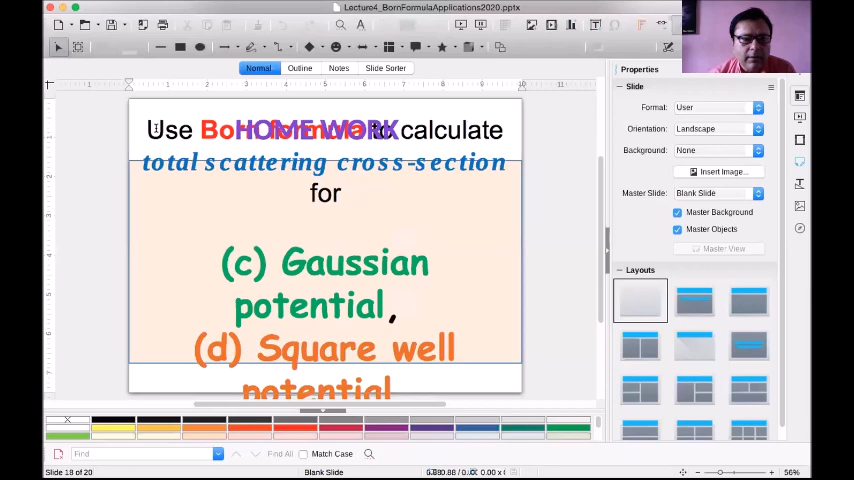 Lecture4_BornFormulaApplications2020.pptx
Normal
Outline
Notes
Slide Sorter
Use Born formula to calculate
HOME WORK
total scattering cross-section
for
(c) Gaussian
potential,
(d) Square well
potential
Properties
Slide
Format:
User
Orientation:
Landscape
Background:
None
Insert Image...
Master Slide:
Blank Slide
Master Background
Master Objects
Master View
Layouts
Find
Find All
Match Case
Slide 18 of 20
Blank Slide
0.00 x 0
56%